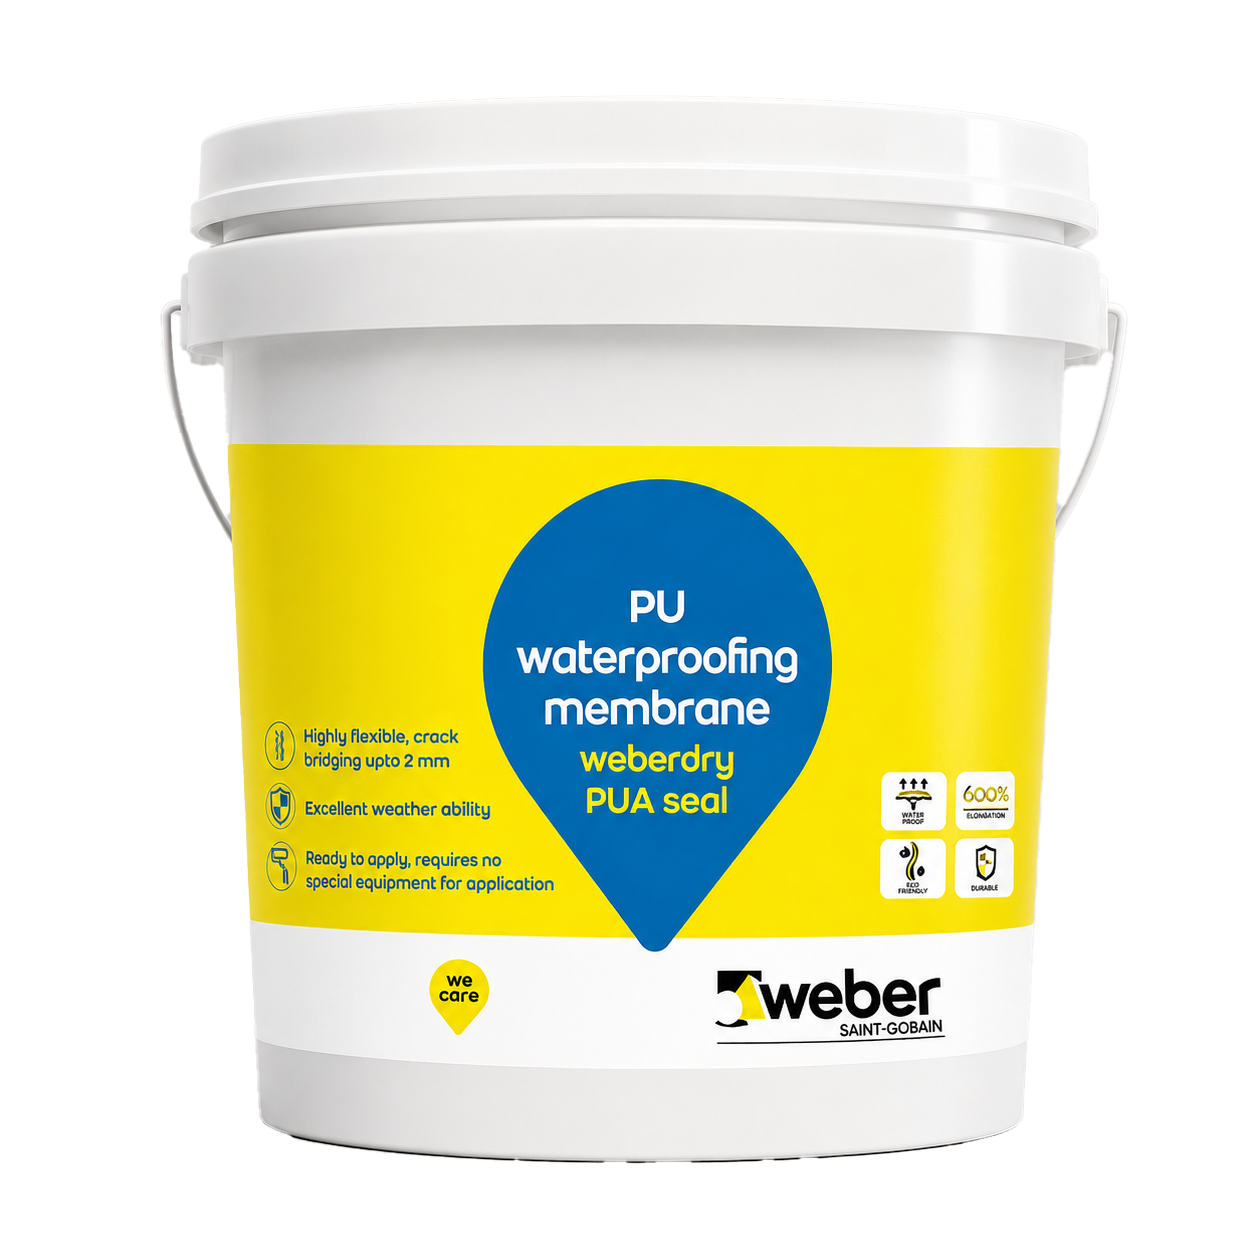 PU
waterproofing
membrane
weberdry
PUA seal
Highly flexible, crack
bridging upto 2 mm
Excellent weather ability
Ready to apply, requires no
special equipment for application
WATER
PROOF
600%
ELONGATION
ECO
FRIENDLY
DURABLE
we
care
weber
SAINT-GOBAIN